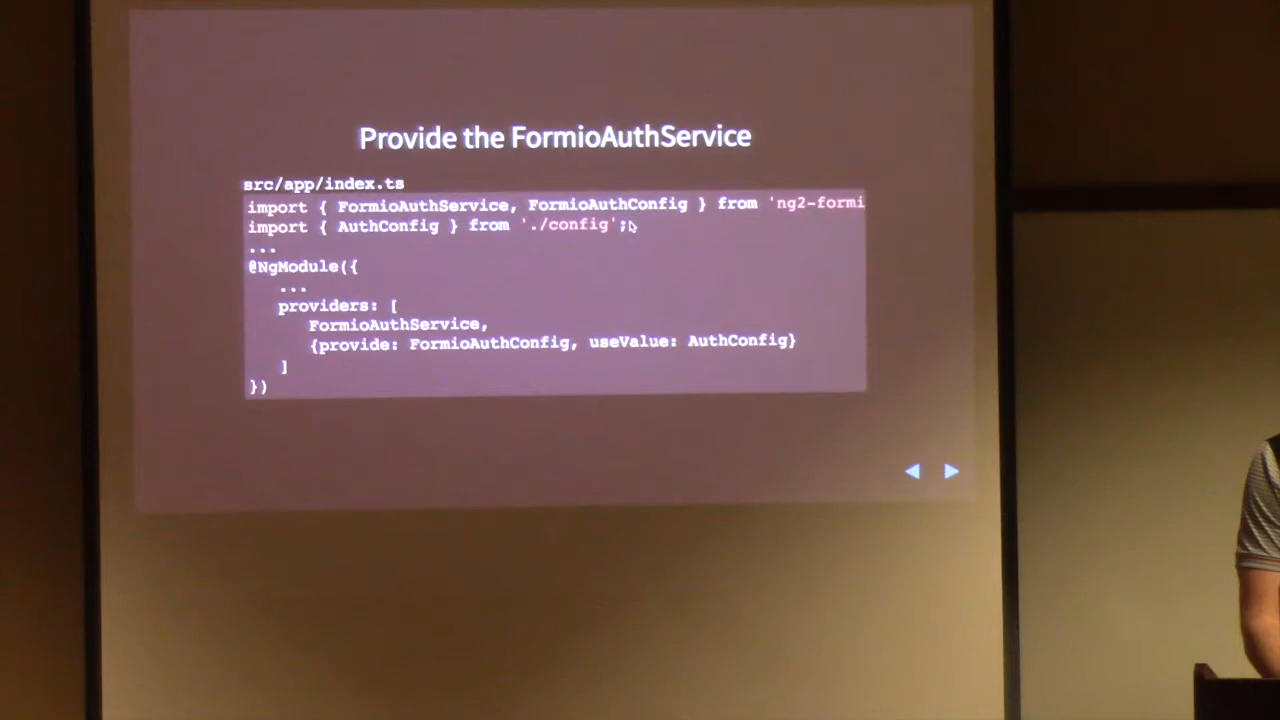 Provide the FormioAuthService
src/app/index.ts
import { FormioAuthService, FormioAuthConfig } from 'ng2-formi
import { AuthConfig } from './config';
...
@NgModule({
...
providers: [
FormioAuthService,
{provide: FormioAuthConfig, useValue: AuthConfig}
]
})